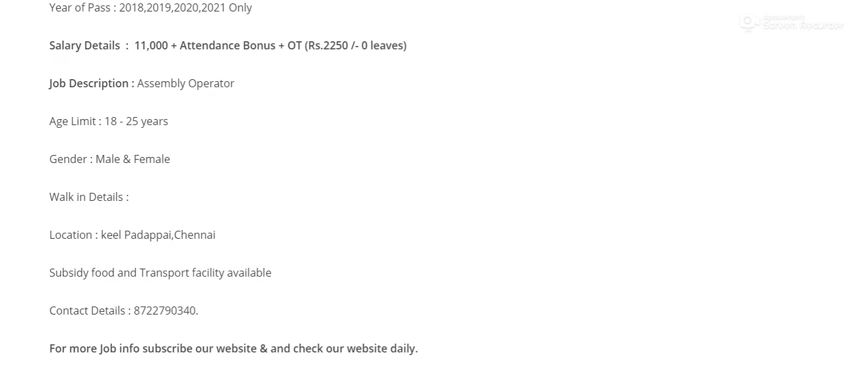 Year of Pass : 2018,2019,2020,2021 Only
Salary Details : 11,000 + Attendance Bonus + OT (Rs.2250 /- 0 leaves)
Job Description : Assembly Operator
Age Limit : 18 - 25 years
Gender : Male & Female
Walk in Details :
Location : keel Padappai,Chennai
Subsidy food and Transport facility available
Contact Details : 8722790340.
For more Job info subscribe our website & and check our website daily.
Screen Recorder